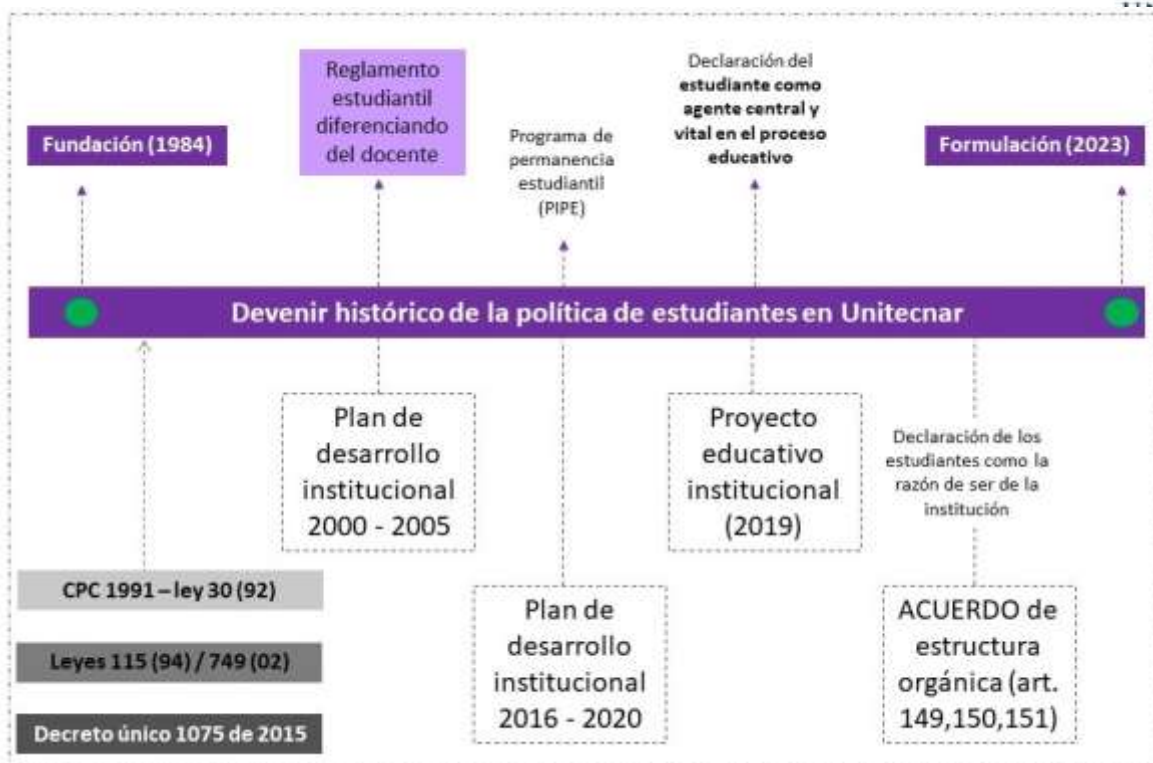 Reglamento
estudiantil
diferenciando
del docente
Declaración del
estudiante como
agente central y
vital en el proceso
educativo
Fundación (1984)
Programa de
permanencia
estudiantil
(PIPE)
Formulación (2023)
Devenir histórico de la política de estudiantes en Unitecnar
Plan de
desarrollo
institucional
2000 - 2005
Proyecto
educativo
institucional
(2019)
Declaración de los
estudiantes como la
razón de ser de la
institución
CPC 1991 – ley 30 (92)
Leyes 115 (94) / 749 (02)
Decreto único 1075 de 2015
Plan de
desarrollo
institucional
2016 - 2020
ACUERDO de
estructura
orgánica (art.
149,150,151)